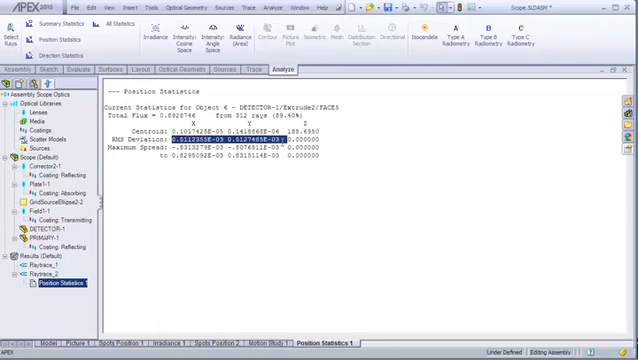 APEX 2010
File Edit View Insert Tools Optical Geometry Sources Trace Analyze Window Help
Scope.SLDASM *
Select Rays
Summary Statistics
All Statistics
Position Statistics
Direction Statistics
Irradiance
Intensity: Cosine Space
Intensity: Angle Space
Radiance (Area)
Contour
Isometric
Mesh
Distribution Section
Directional
Isocandela
Type A Radiometry
Type B Radiometry
Type C Radiometry
Assembly
Sketch
Evaluate
Surfaces
Layout
Optical Geometry
Sources
Trace
Analyze
Assembly Scope Optics
Optical Libraries
Lenses
Media
Coatings
Scatter Models
Sources
Scope (Default)
Corrector2-1
Coating: Reflecting
Plate1-1
Coating: Absorbing
GridSourceEllipse2-2
Field1-1
Coating: Transmitting
DETECTOR-1
PRIMARY-1
Coating: Reflecting
Results (Default)
Raytrace_1
Raytrace_2
Position Statistics 1
--- Position Statistics
Current Statistics for Object 6 - DETECTOR-1/Extrude2/FACE5
Total Flux = 0.8928746 from 312 rays (89.40%)
X Y Z
Centroid: 0.1017425E-05 0.1418868E-06 188.6950
RMS Deviation: 0.5112355E-03 0.5127485E-03 0.000000
Maximum Spread: -.8313279E-03 -.8076511E-03 0.000000
to 0.8295092E-03 0.8315114E-03 0.000000
Model
Picture 1
Spots Position 1
Irradiance 1
Spots Position 2
Motion Study 1
Position Statistics 1
APEX
Under Defined
Editing Assembly